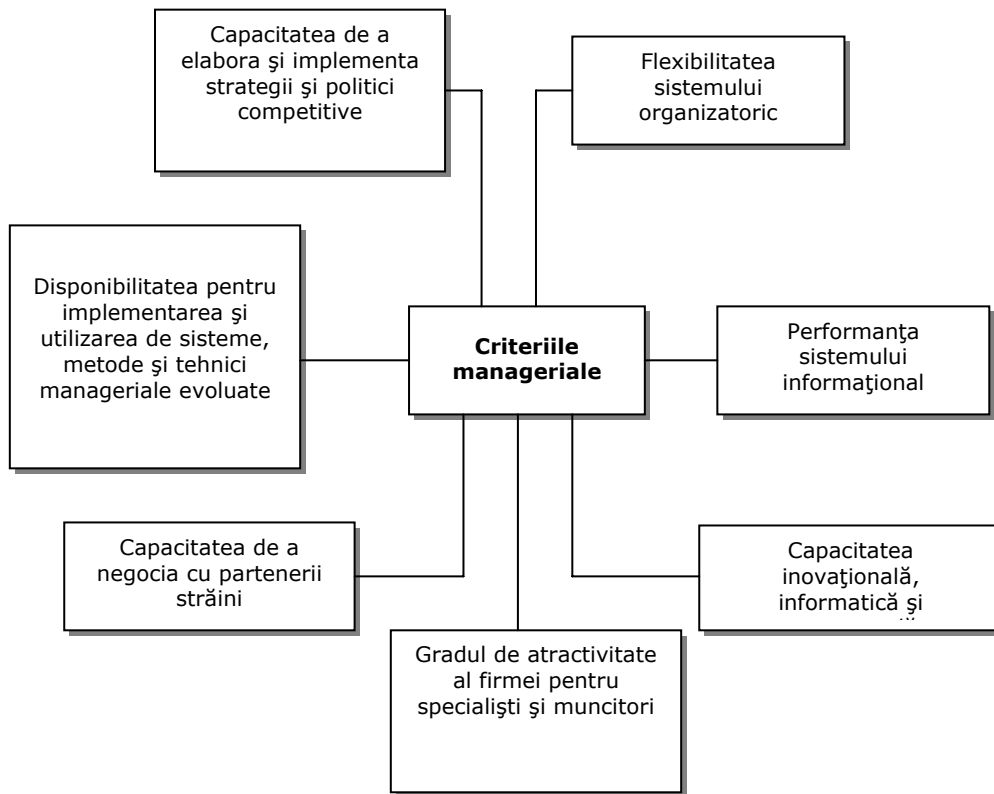 Capacitatea de a
elabora şi implementa
strategii şi politici
competitive
Flexibilitatea
sistemului
organizatoric
Disponibilitatea pentru
implementarea şi
utilizarea de sisteme,
metode şi tehnici
manageriale evoluate
Criteriile
manageriale
Performanţa
sistemului
informaţional
Capacitatea de a
negocia cu partenerii
străini
Capacitatea
inovaţională,
informatică şi
Gradul de atractivitate
al firmei pentru
specialişti şi muncitori